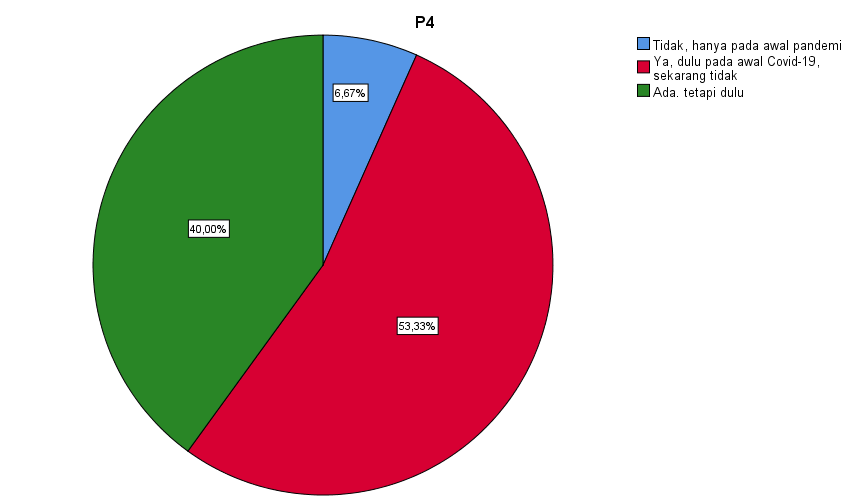 P4
Tidak, hanya pada awal pandemi
Ya, dulu pada awal Covid-19,
sekarang tidak
Ada. tetapi dulu
6,67%
40,00%
53,33%